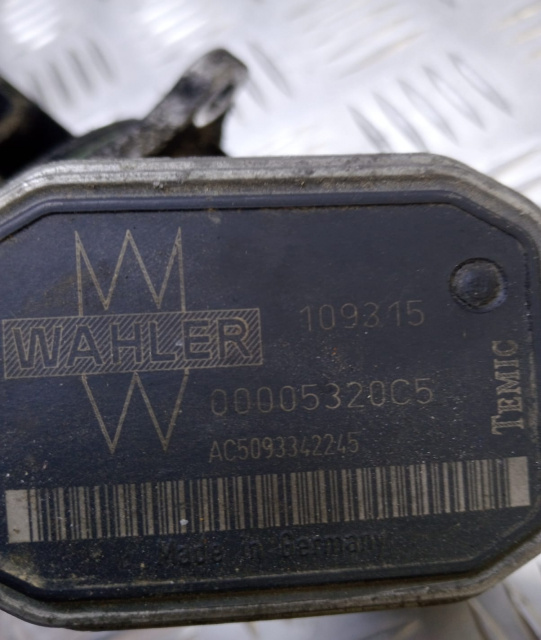 WAHLER
109315
00005320C5
AC5093342245
TEMIC
Made in Germany